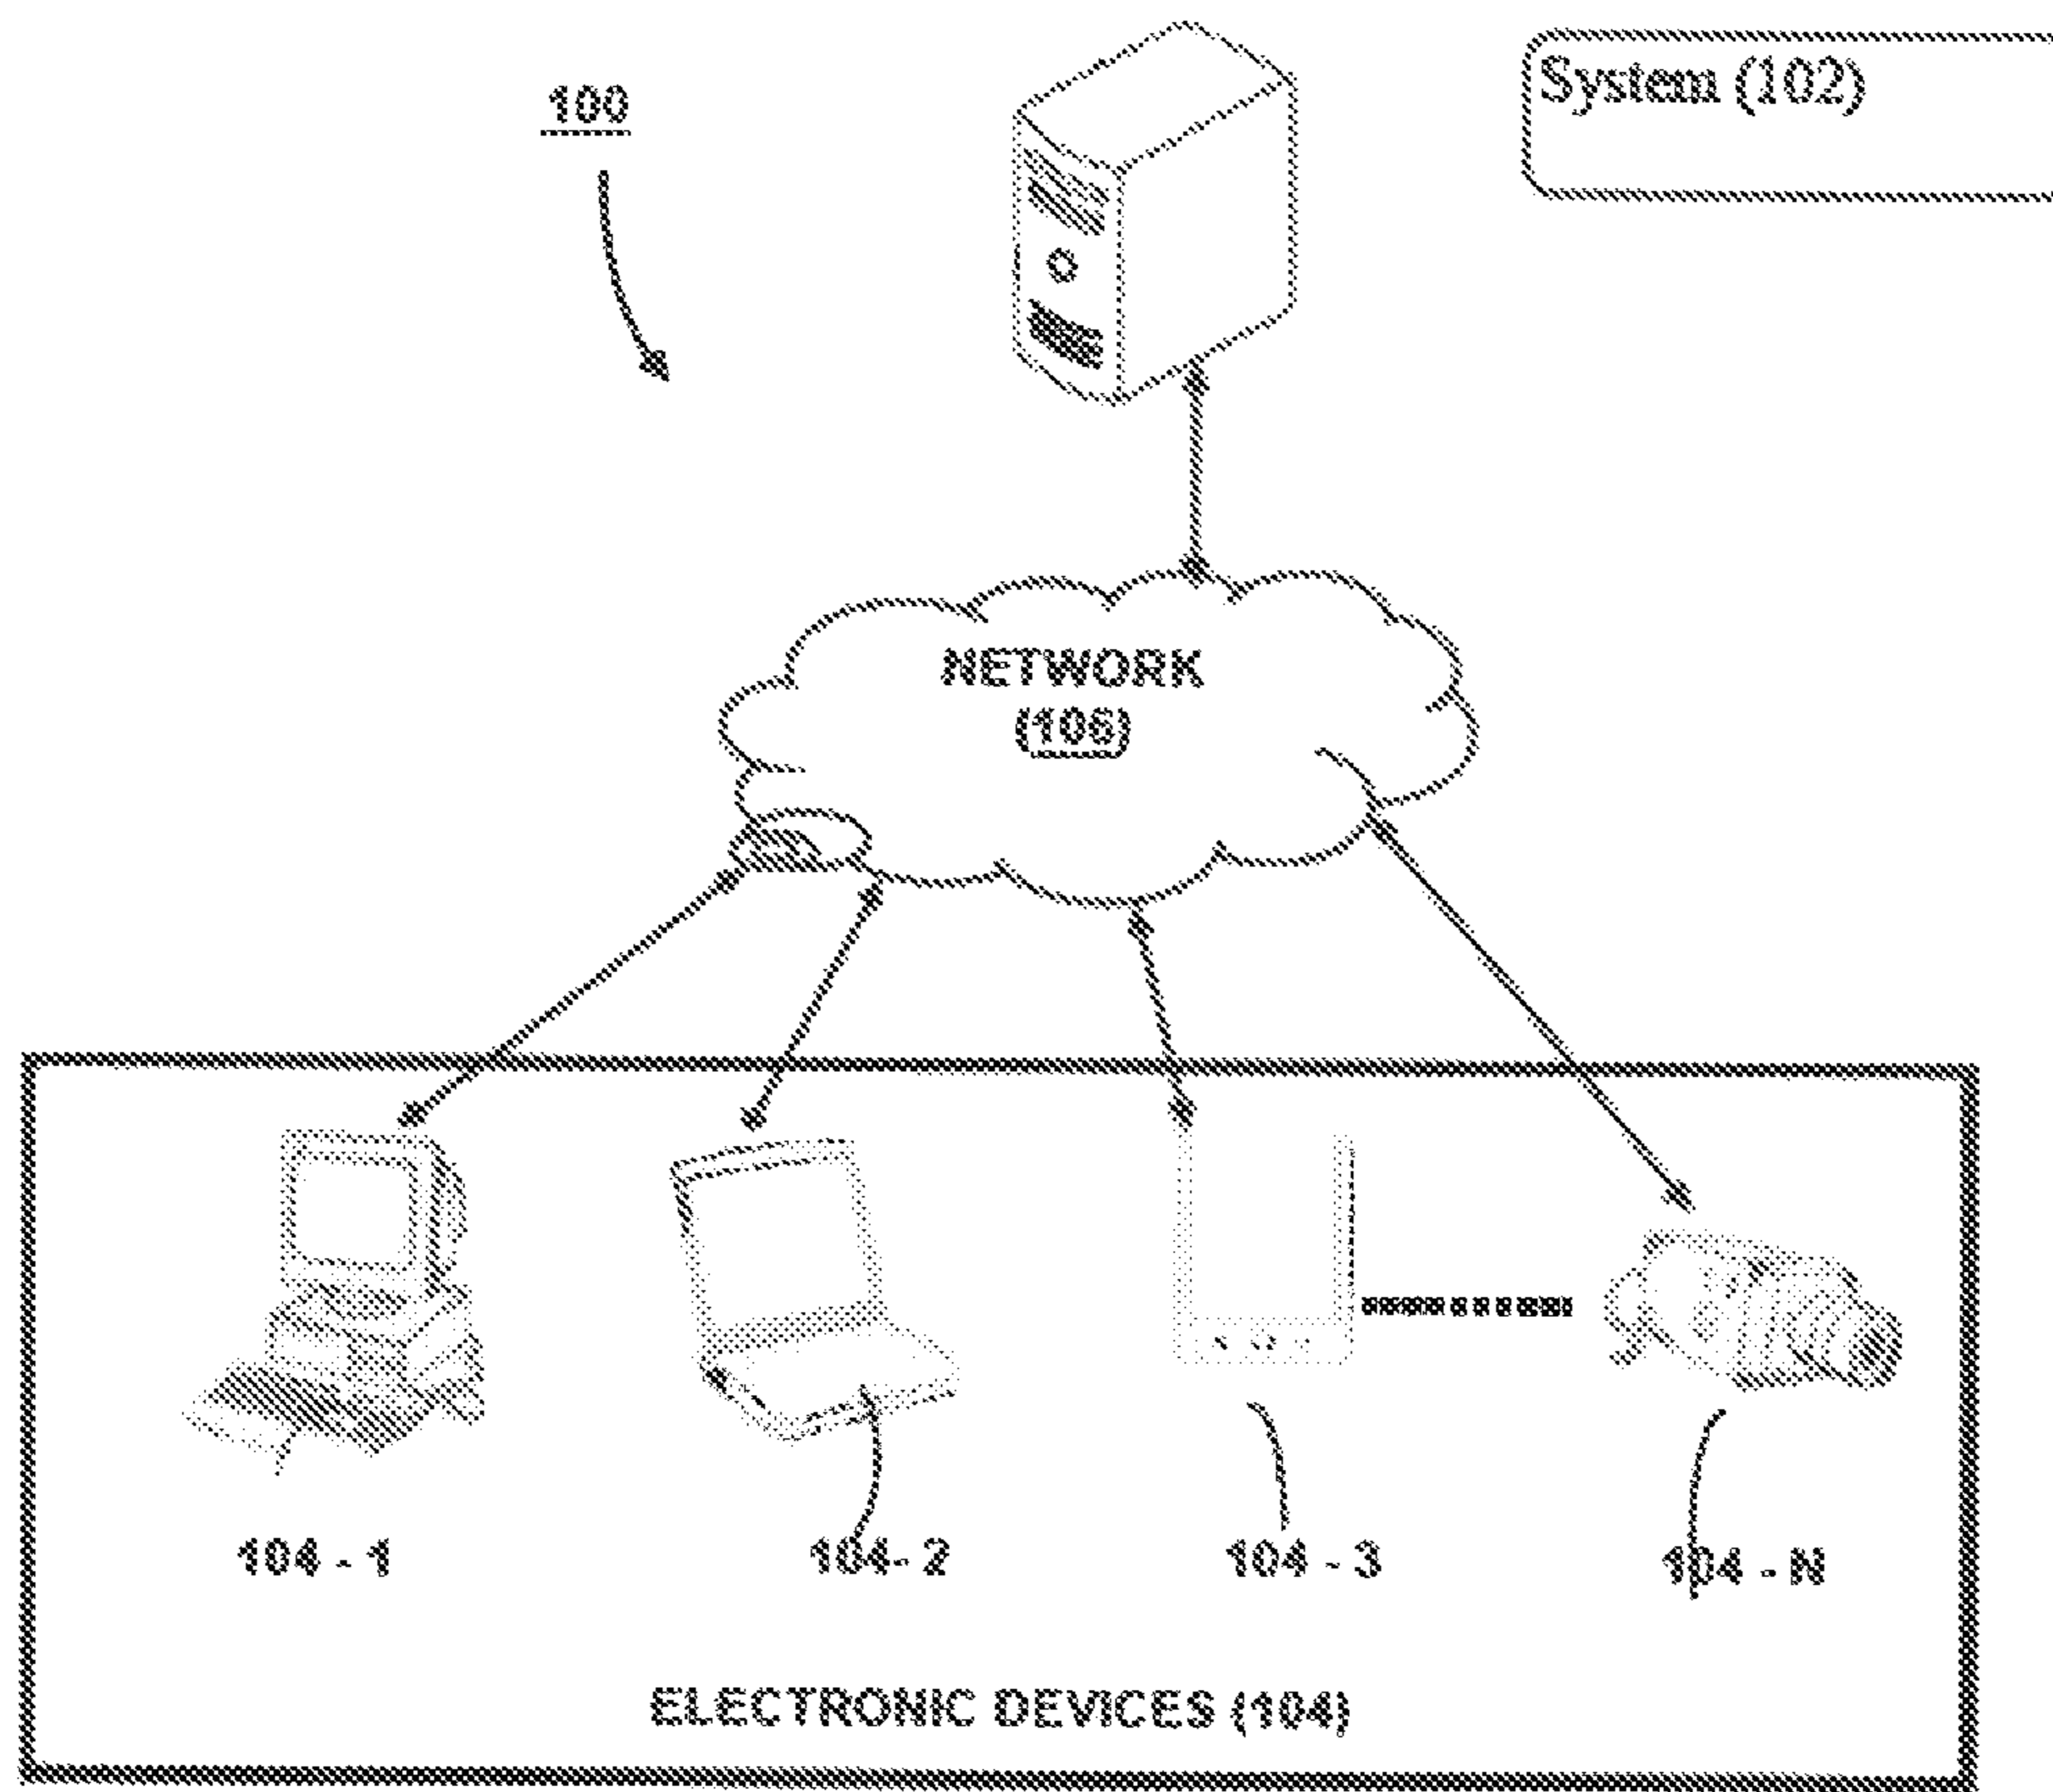 100
System (102)
NETWORK
(106)
104 - 1
104- 2
104 - 3
104 - N
ELECTRONIC DEVICES (104)